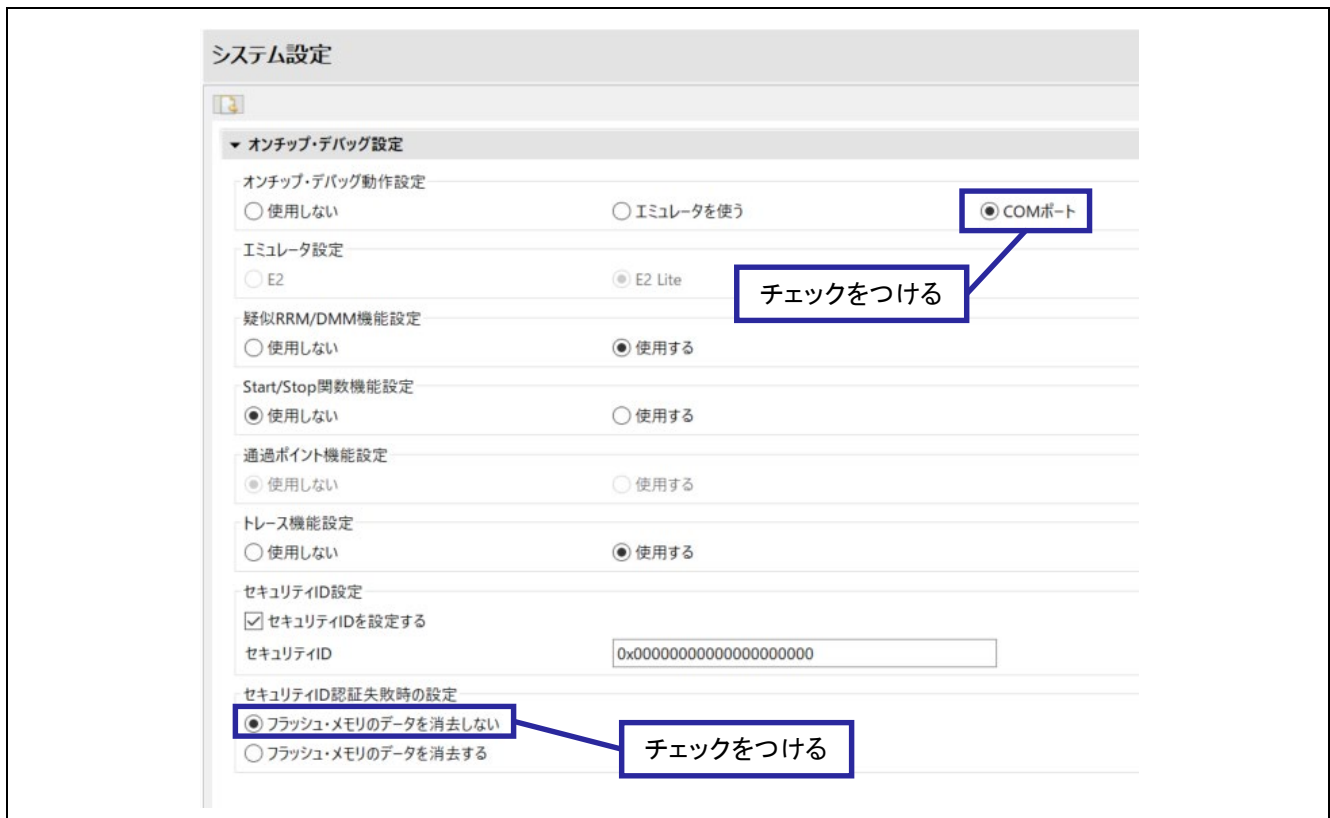 システム設定
オンチップ・デバッグ設定
オンチップ・デバッグ動作設定
使用しない エミュレータを使う COMポート
エミュレータ設定
E2 E2 Lite
チェックをつける
疑似RRM/DMM機能設定
使用しない 使用する
Start/Stop関数機能設定
使用しない 使用する
通過ポイント機能設定
使用しない 使用する
トレース機能設定
使用しない 使用する
セキュリティID設定
セキュリティIDを設定する
セキュリティID 0x00000000000000000000
セキュリティID認証失敗時の設定
フラッシュ・メモリのデータを消去しない
チェックをつける
フラッシュ・メモリのデータを消去する